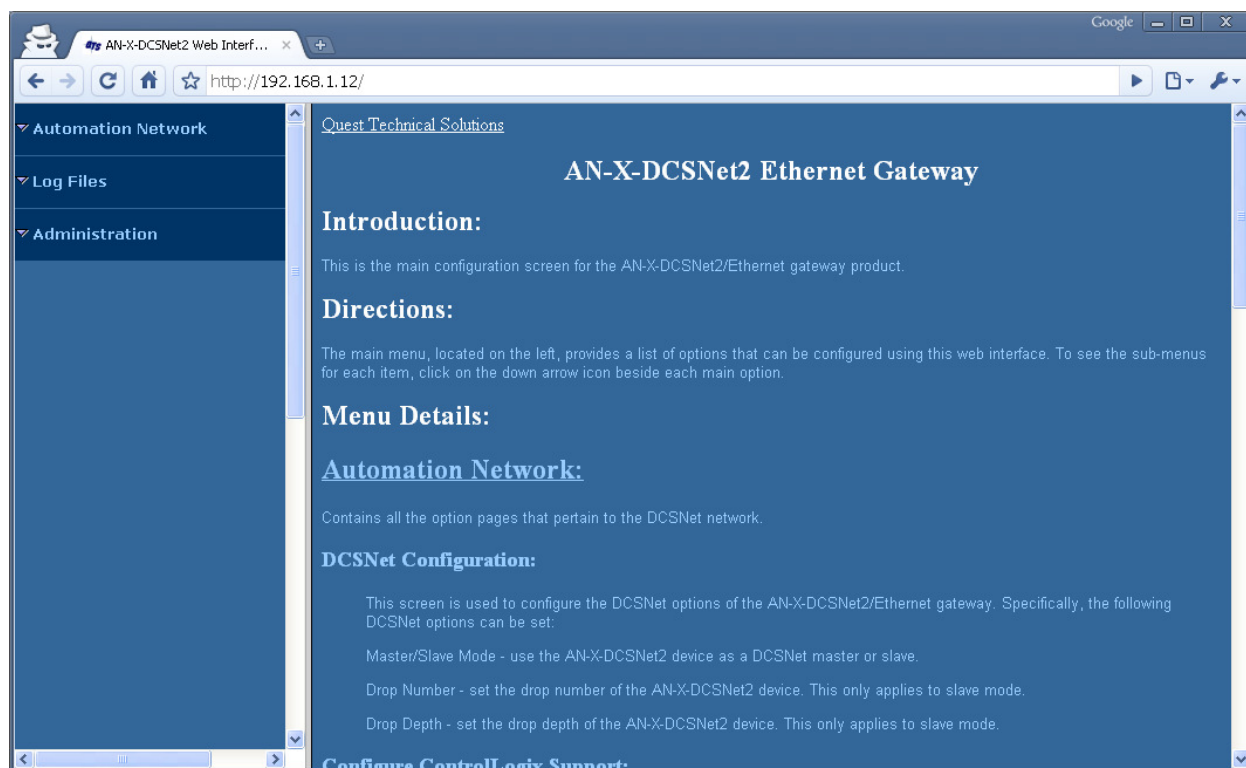 Google
AN-X-DCSNet2 Web Interf...
http://192.168.1.12/
Automation Network
Log Files
Administration
Quest Technical Solutions
AN-X-DCSNet2 Ethernet Gateway
Introduction:
This is the main configuration screen for the AN-X-DCSNet2/Ethernet gateway product.
Directions:
The main menu, located on the left, provides a list of options that can be configured using this web interface. To see the sub-menus
for each item, click on the down arrow icon beside each main option.
Menu Details:
Automation Network:
Contains all the option pages that pertain to the DCSNet network.
DCSNet Configuration:
This screen is used to configure the DCSNet options of the AN-X-DCSNet2/Ethernet gateway. Specifically, the following
DCSNet options can be set:
Master/Slave Mode - use the AN-X-DCSNet2 device as a DCSNet master or slave.
Drop Number - set the drop number of the AN-X-DCSNet2 device. This only applies to slave mode.
Drop Depth - set the drop depth of the AN-X-DCSNet2 device. This only applies to slave mode.
Configure ControlLogix Support: